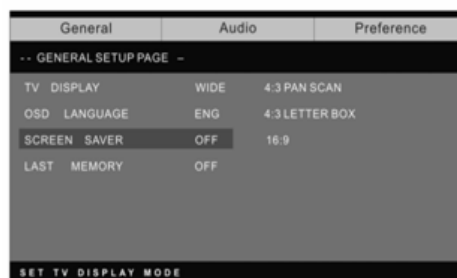 General Audio Preference
-- GENERAL SETUP PAGE –
TV DISPLAY WIDE 4:3 PAN SCAN
OSD LANGUAGE ENG 4:3 LETTER BOX
SCREEN SAVER OFF 16:9
LAST MEMORY OFF
SET TV DISPLAY MODE